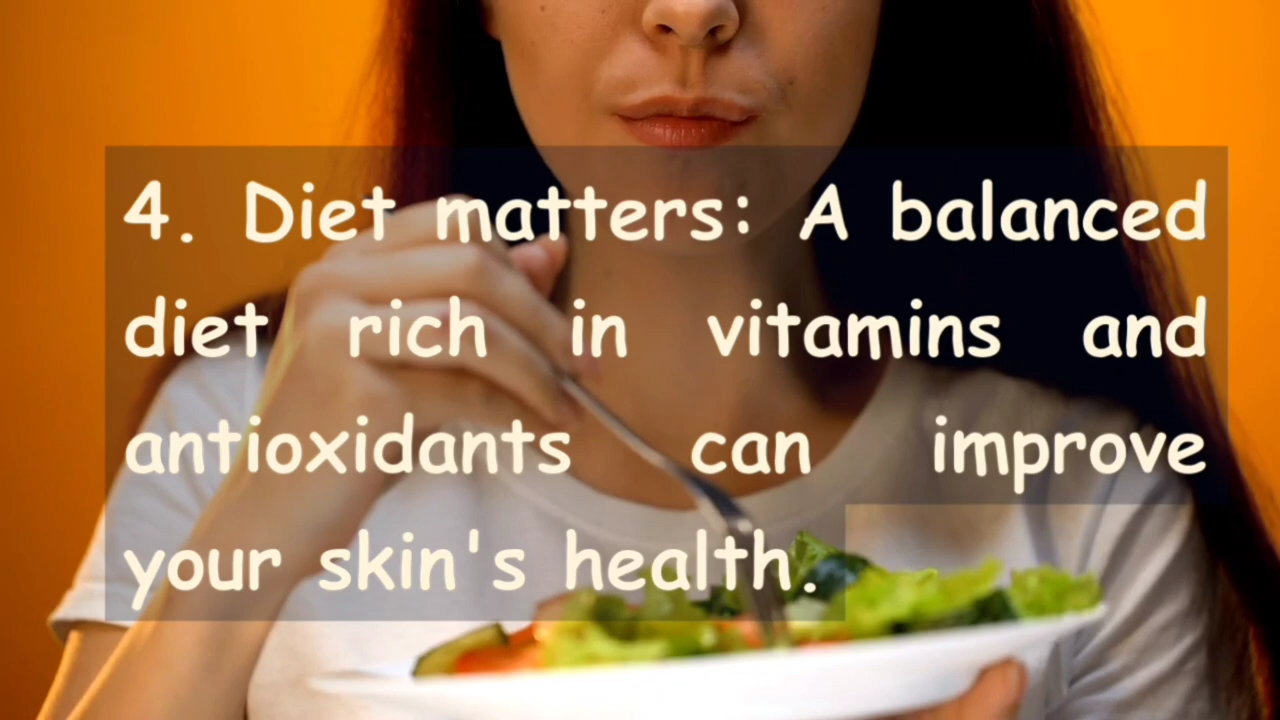 4. Diet matters: A balanced
diet rich in vitamins and
antioxidants can improve
your skin's health.